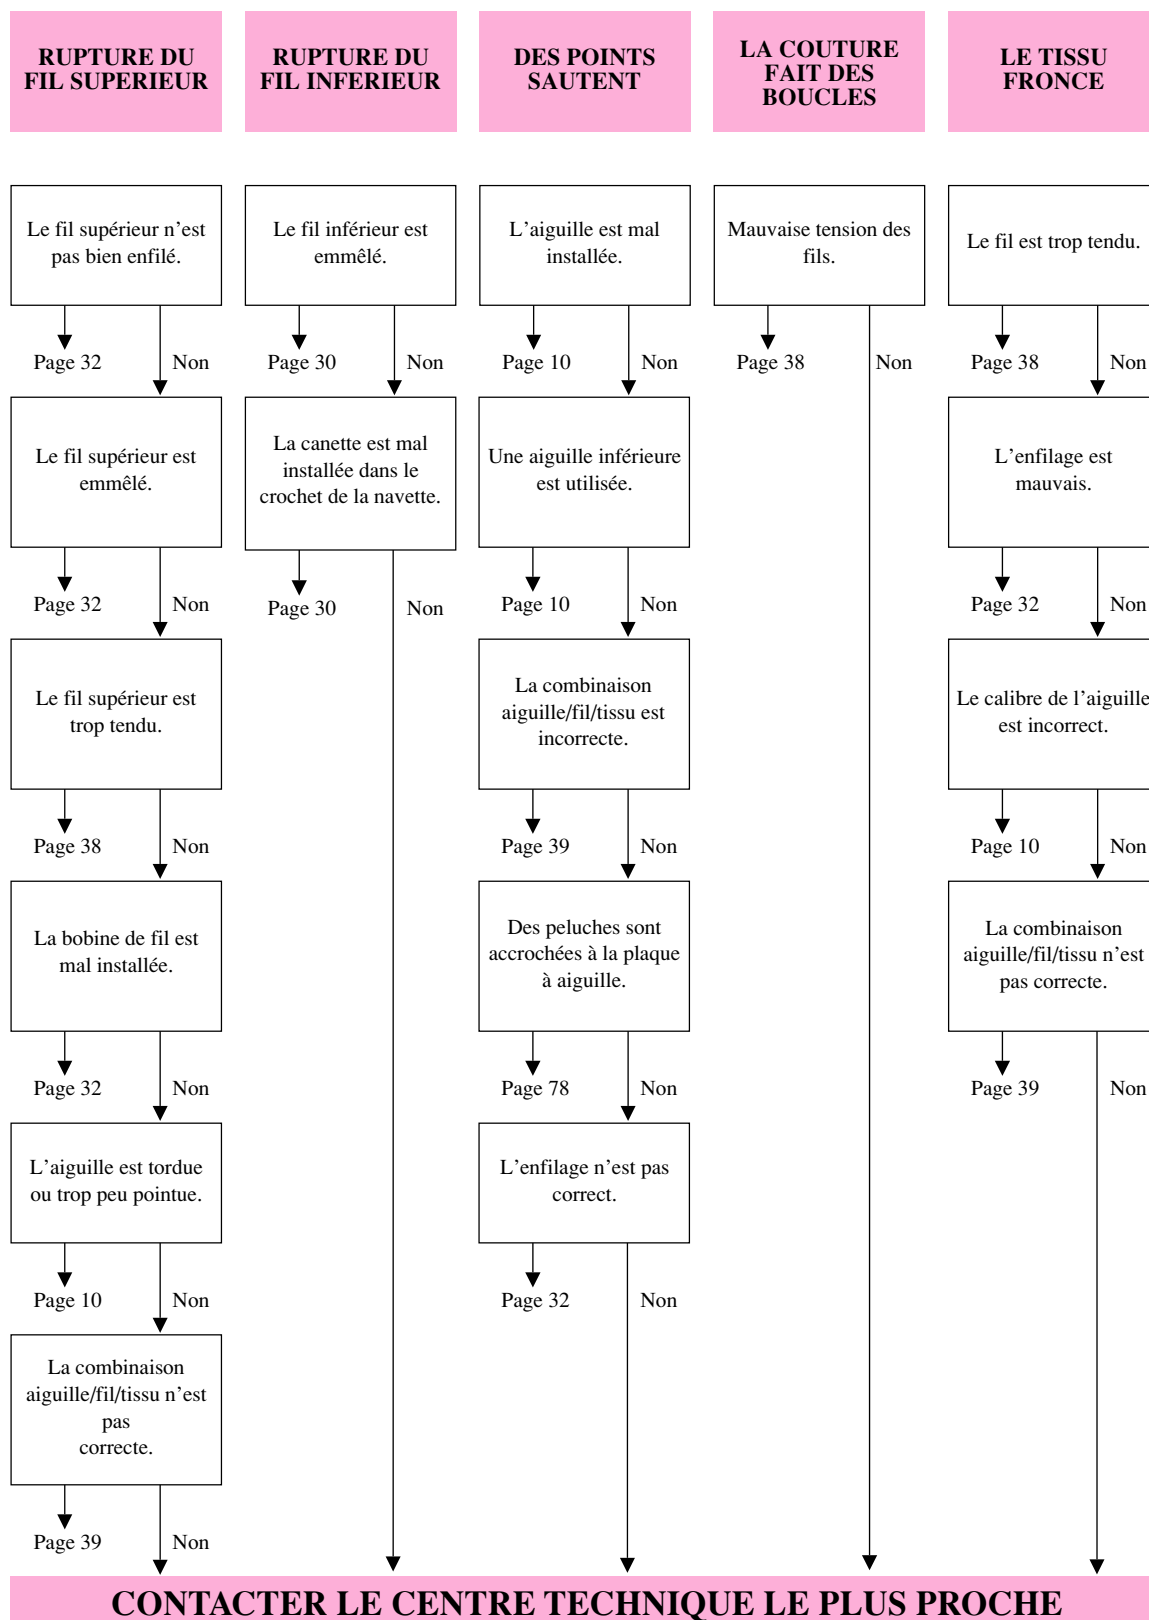 RUPTURE DU
FIL SUPERIEUR
RUPTURE DU
FIL INFERIEUR
DES POINTS
SAUTENT
LA COUTURE
FAIT DES
BOUCLES
LE TISSU
FRONCE
Le fil supérieur n’est
pas bien enfilé.
Page 32
Non
Le fil supérieur est
emmêlé.
Page 32
Non
Le fil supérieur est
trop tendu.
Page 38
Non
La bobine de fil est
mal installée.
Page 32
Non
L’aiguille est tordue
ou trop peu pointue.
Page 10
Non
La combinaison
aiguille/fil/tissu n’est
pas
correcte.
Page 39
Non
Le fil inférieur est
emmêlé.
Page 30
Non
La canette est mal
installée dans le
crochet de la navette.
Page 30
Non
L’aiguille est mal
installée.
Page 10
Non
Une aiguille inférieure
est utilisée.
Page 10
Non
La combinaison
aiguille/fil/tissu est
incorrecte.
Page 39
Non
Des peluches sont
accrochées à la plaque
à aiguille.
Page 78
Non
L’enfilage n’est pas
correct.
Page 32
Non
Mauvaise tension des
fils.
Page 38
Non
Le fil est trop tendu.
Page 38
Non
L’enfilage est
mauvais.
Page 32
Non
Le calibre de l’aiguille
est incorrect.
Page 10
Non
La combinaison
aiguille/fil/tissu n’est
pas correcte.
Page 39
Non
CONTACTER LE CENTRE TECHNIQUE LE PLUS PROCHE